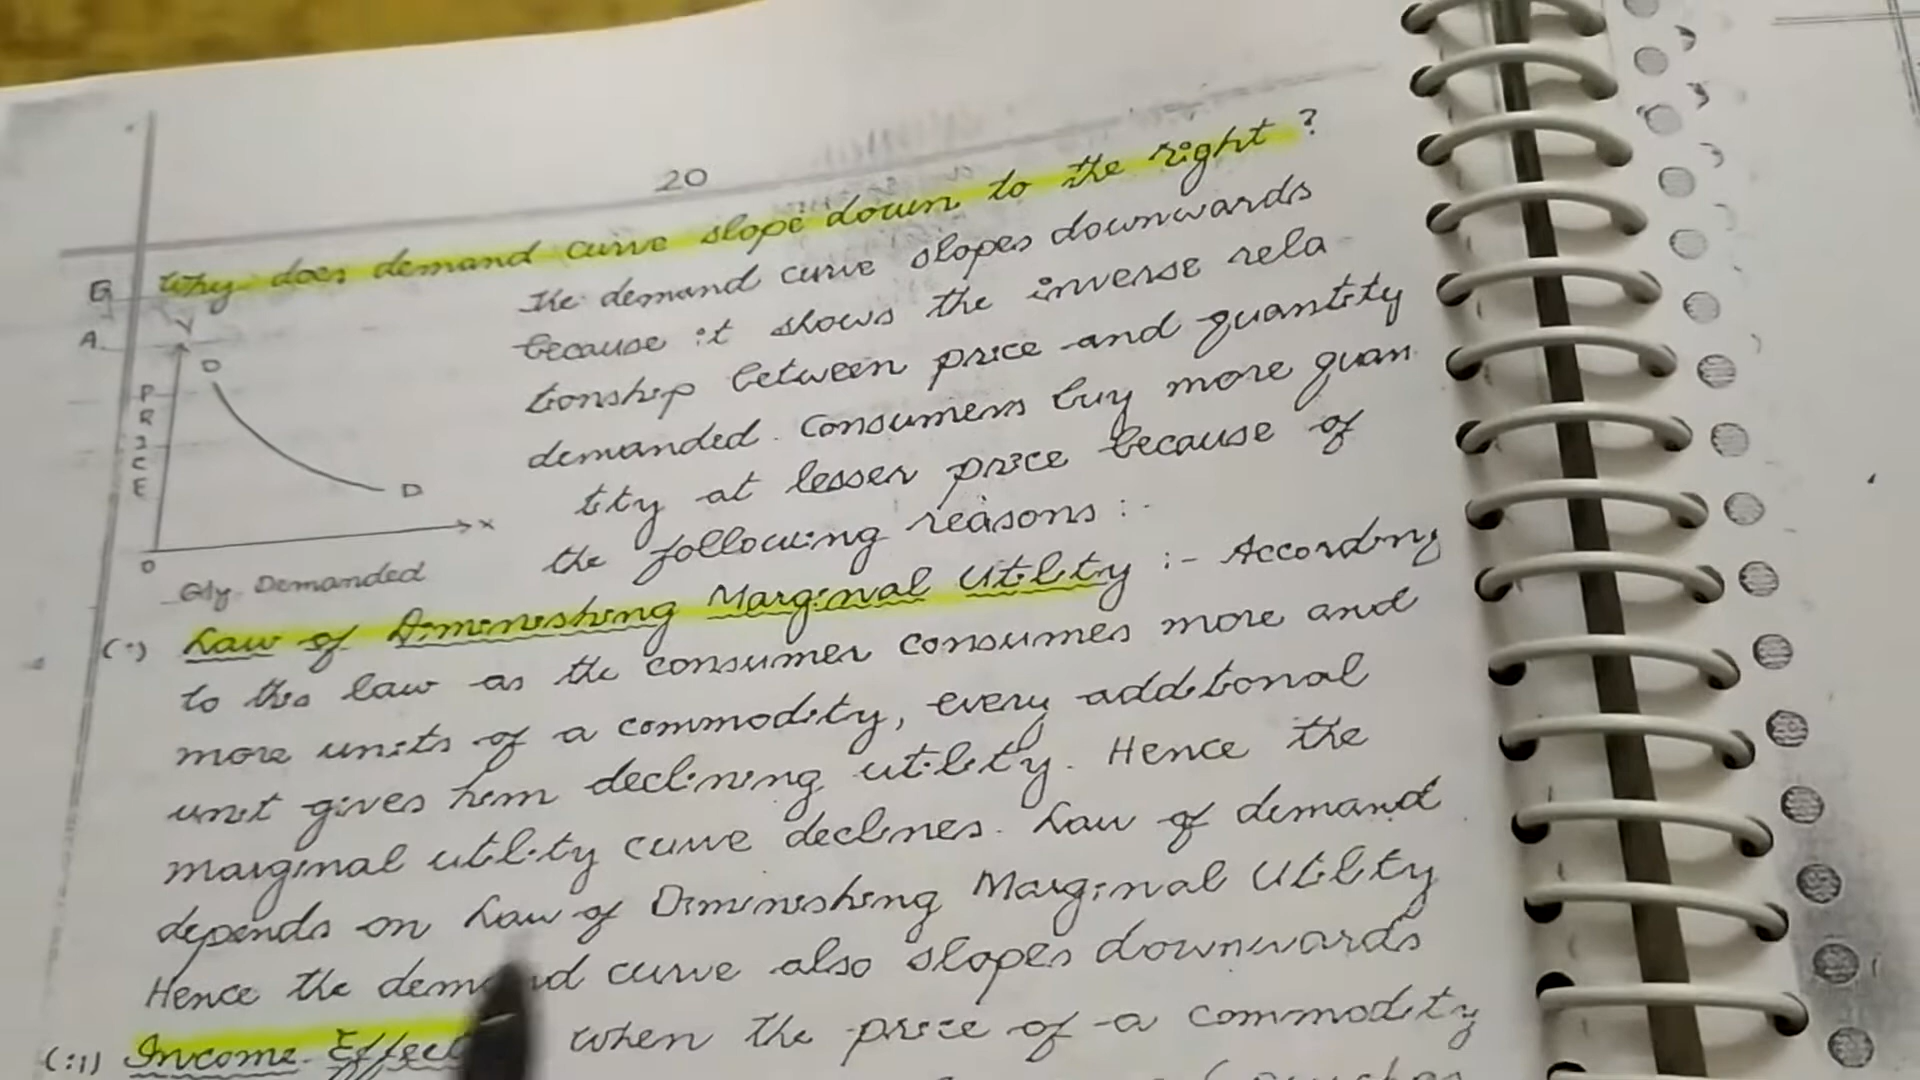 20
Q Why does demand curve slope down to the right ?
A. The demand curve slopes downwards
because it shows the inverse rela-
tionship between price and quantity
demanded. Consumers buy more quan
tity at lesser price because of
the following reasons :-
Y
D
PRICE
D
X
O
Qty Demanded
(i) Law of Diminishing Marginal Utility :- According
to this law as the consumer consumes more and
more units of a commodity, every additional
unit gives him declining utility. Hence the
marginal utility curve declines. Law of demand
depends on Law of Diminishing Marginal Utility
Hence the demand curve also slopes downwards
(ii) Income Effect when the price of a commodity